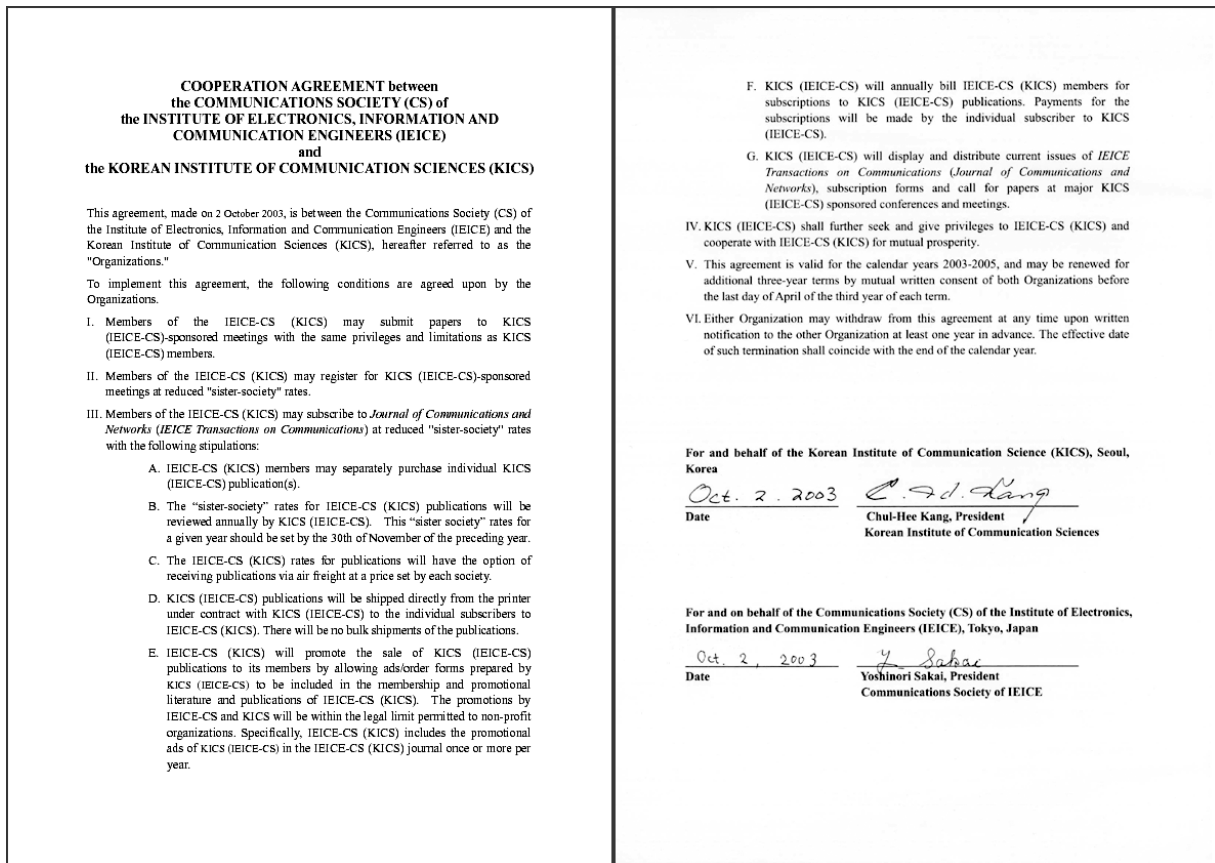 COOPERATION AGREEMENT between
the COMMUNICATIONS SOCIETY (CS) of
the INSTITUTE OF ELECTRONICS, INFORMATION AND
COMMUNICATION ENGINEERS (IEICE)
and
the KOREAN INSTITUTE OF COMMUNICATION SCIENCES (KICS)
This agreement, made on 2 October 2003, is between the Communications Society (CS) of
the Institute of Electronics, Information and Communication Engineers (IEICE) and the
Korean Institute of Communication Sciences (KICS), hereafter referred to as the
"Organizations."
To implement this agreement, the following conditions are agreed upon by the
Organizations.
I. Members of the IEICE-CS (KICS) may submit papers to KICS
(IEICE-CS)-sponsored meetings with the same privileges and limitations as KICS
(IEICE-CS) members.
II. Members of the IEICE-CS (KICS) may register for KICS (IEICE-CS)-sponsored
meetings at reduced "sister-society" rates.
III. Members of the IEICE-CS (KICS) may subscribe to Journal of Communications and
Networks (IEICE Transactions on Communications) at reduced "sister-society" rates
with the following stipulations:
A. IEICE-CS (KICS) members may separately purchase individual KICS
(IEICE-CS) publication(s).
B. The “sister-society” rates for IEICE-CS (KICS) publications will be
reviewed annually by KICS (IEICE-CS). This “sister society” rates for
a given year should be set by the 30th of November of the preceding year.
C. The IEICE-CS (KICS) rates for publications will have the option of
receiving publications via air freight at a price set by each society.
D. KICS (IEICE-CS) publications will be shipped directly from the printer
under contract with KICS (IEICE-CS) to the individual subscribers to
IEICE-CS (KICS). There will be no bulk shipments of the publications.
E. IEICE-CS (KICS) will promote the sale of KICS (IEICE-CS)
publications to its members by allowing ads/order forms prepared by
KICS (IEICE-CS) to be included in the membership and promotional
literature and publications of IEICE-CS (KICS). The promotions by
IEICE-CS and KICS will be within the legal limit permitted to non-profit
organizations. Specifically, IEICE-CS (KICS) includes the promotional
ads of KICS (IEICE-CS) in the IEICE-CS (KICS) journal once or more per
year.
F. KICS (IEICE-CS) will annually bill IEICE-CS (KICS) members for
subscriptions to KICS (IEICE-CS) publications. Payments for the
subscriptions will be made by the individual subscriber to KICS
(IEICE-CS).
G. KICS (IEICE-CS) will display and distribute current issues of IEICE
Transactions on Communications (Journal of Communications and
Networks), subscription forms and call for papers at major KICS
(IEICE-CS) sponsored conferences and meetings.
IV. KICS (IEICE-CS) shall further seek and give privileges to IEICE-CS (KICS) and
cooperate with IEICE-CS (KICS) for mutual prosperity.
V. This agreement is valid for the calendar years 2003-2005, and may be renewed for
additional three-year terms by mutual written consent of both Organizations before
the last day of April of the third year of each term.
VI. Either Organization may withdraw from this agreement at any time upon written
notification to the other Organization at least one year in advance. The effective date
of such termination shall coincide with the end of the calendar year.
For and behalf of the Korean Institute of Communication Science (KICS), Seoul,
Korea
Oct. 2. 2003 C. Kang
Date Chul-Hee Kang, President
Korean Institute of Communication Sciences
For and on behalf of the Communications Society (CS) of the Institute of Electronics,
Information and Communication Engineers (IEICE), Tokyo, Japan
Oct. 2, 2003 Y. Sakai
Date Yoshinori Sakai, President
Communications Society of IEICE